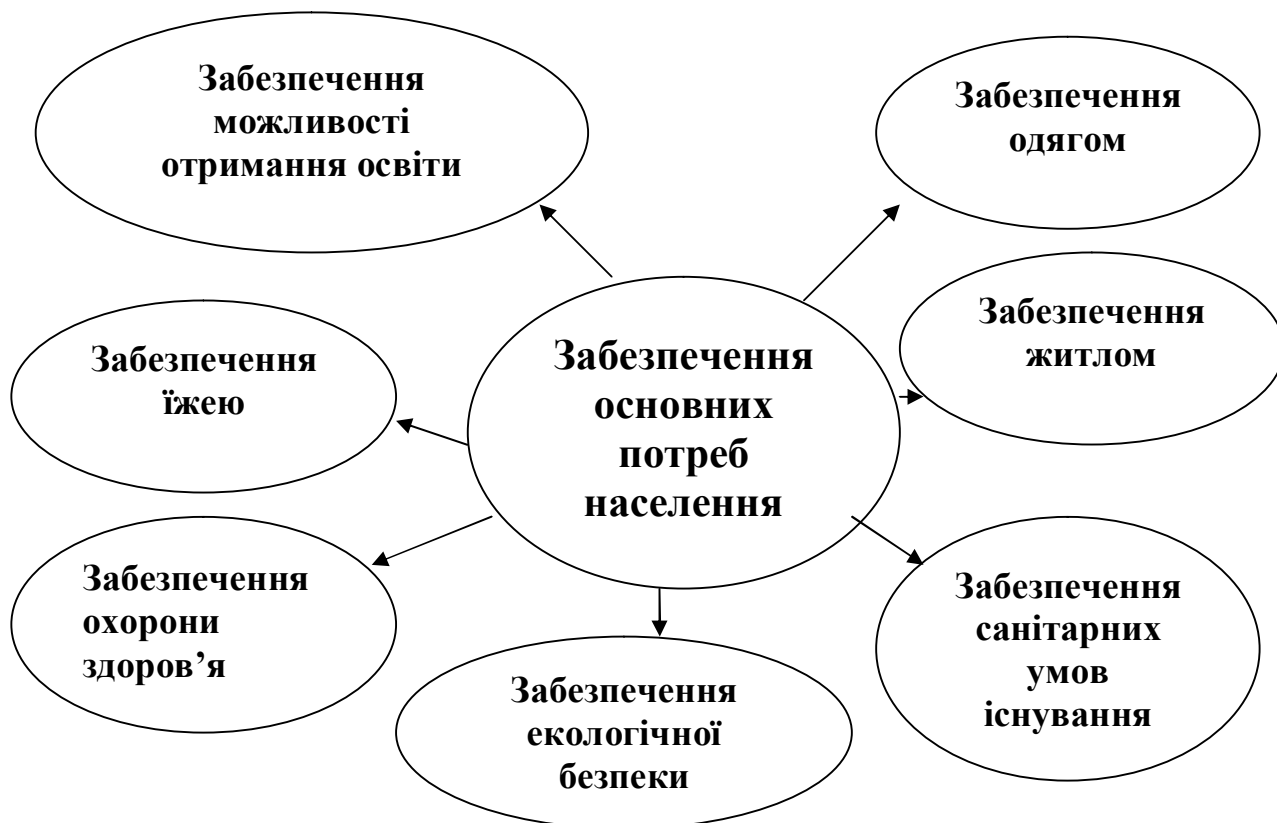 Забезпечення
можливості
отримання освіти
Забезпечення
одягом
Забезпечення
житлом
Забезпечення
їжею
Забезпечення
основних
потреб
населення
Забезпечення
охорони
здоров’я
Забезпечення
екологічної
безпеки
Забезпечення
санітарних
умов
існування